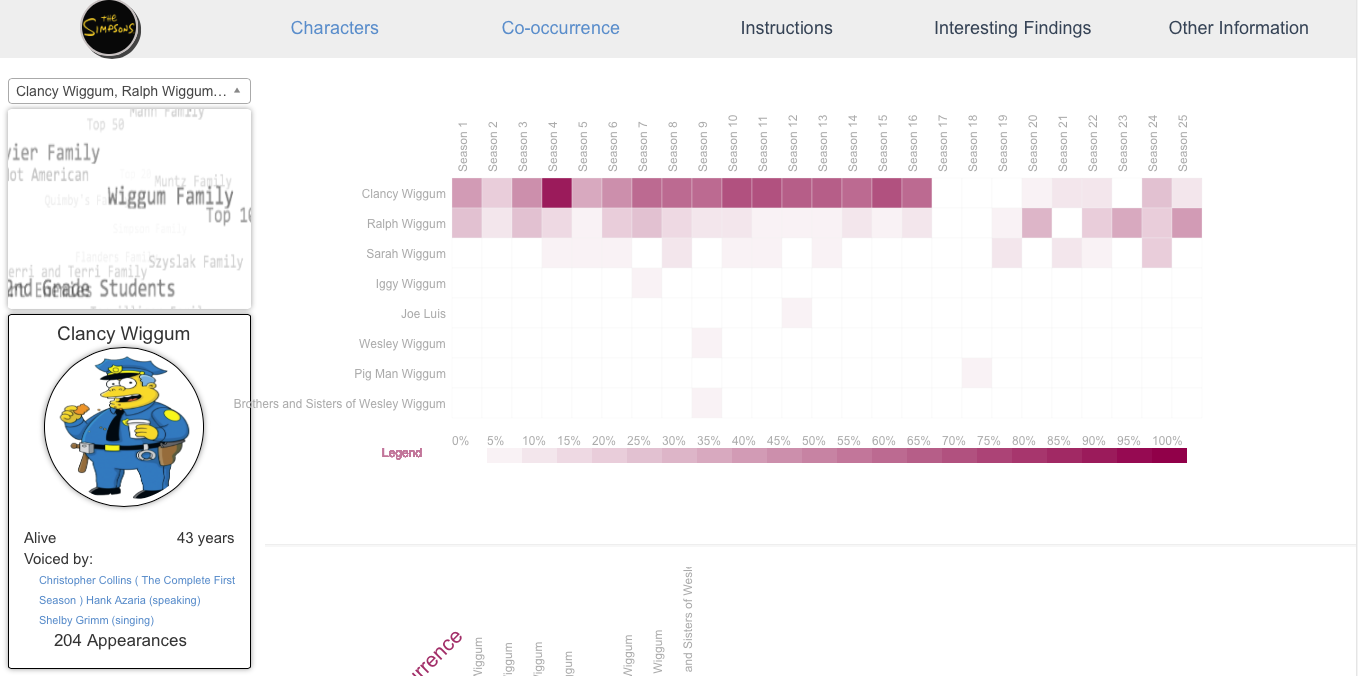 THE
SIMPSONS
Characters
Co-occurrence
Instructions
Interesting Findings
Other Information
Clancy Wiggum, Ralph Wiggum…
Mann Family
Top 50
vier Family
ot American
Muntz Family
Wiggum Family
Quimby's Fa
Top 10
Simpson Family
Flanders Fami
Szyslak Family
erri and Terri Family
2nd Grade Students
Clancy Wiggum
Alive
43 years
Voiced by:
Christopher Collins ( The Complete First
Season ) Hank Azaria (speaking)
Shelby Grimm (singing)
204 Appearances
Season 1
Season 2
Season 3
Season 4
Season 5
Season 6
Season 7
Season 8
Season 9
Season 10
Season 11
Season 12
Season 13
Season 14
Season 15
Season 16
Season 17
Season 18
Season 19
Season 20
Season 21
Season 22
Season 23
Season 24
Season 25
Clancy Wiggum
Ralph Wiggum
Sarah Wiggum
Iggy Wiggum
Joe Luis
Wesley Wiggum
Pig Man Wiggum
Brothers and Sisters of Wesley Wiggum
0% 5% 10% 15% 20% 25% 30% 35% 40% 45% 50% 55% 60% 65% 70% 75% 80% 85% 90% 95% 100%
Legend
urrence
Wiggum
iggum
iggum
gum
Wiggum
Wiggum
and Sisters of Wesle